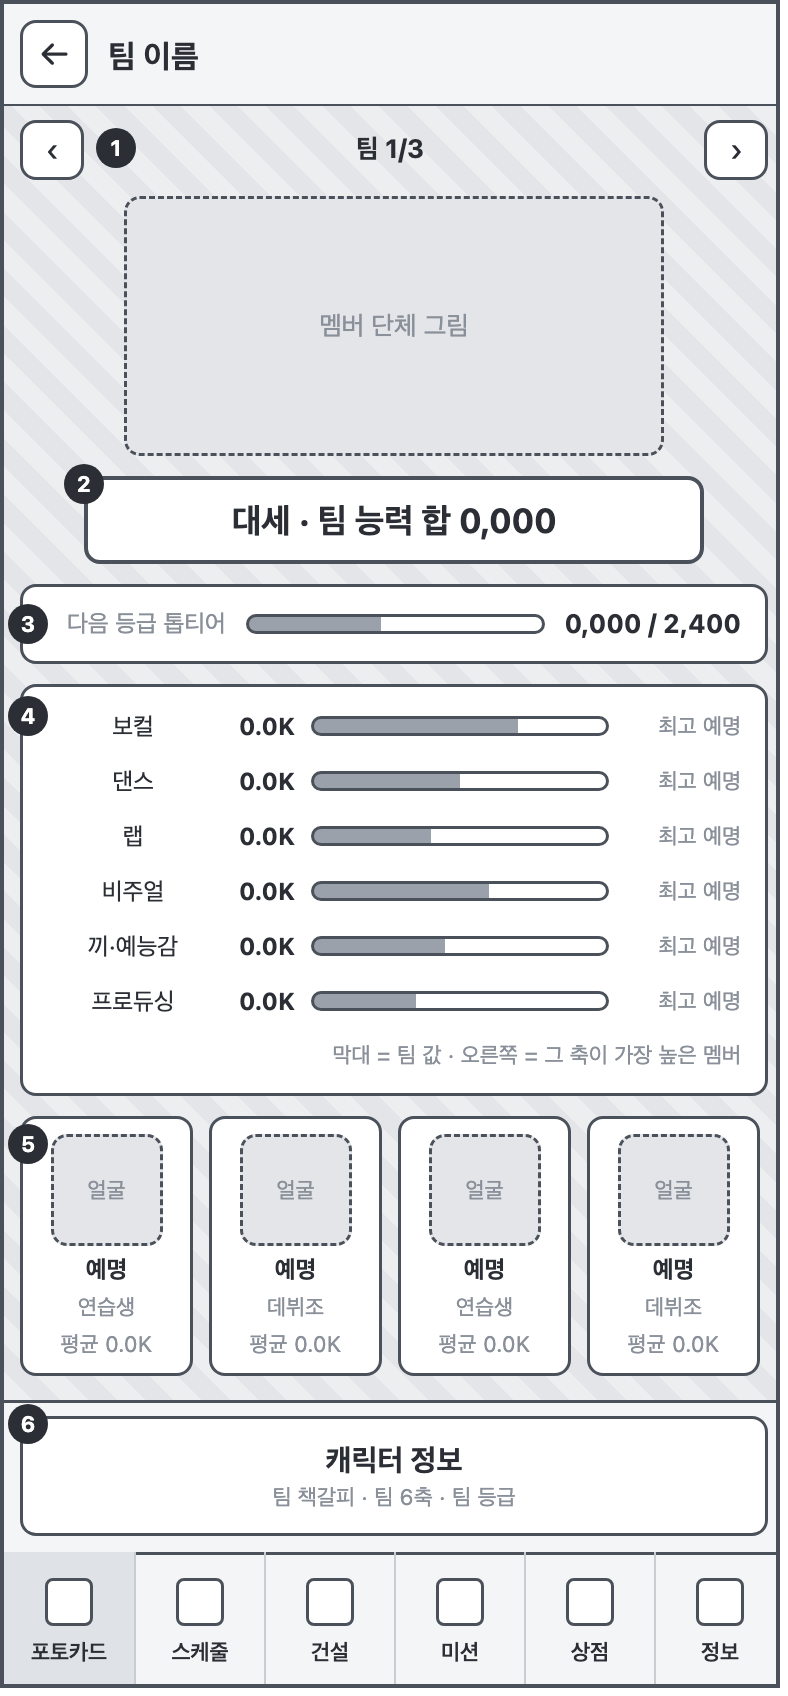 ← 팀 이름
‹ 1 팀 1/3 ›
멤버 단체 그림
2
대세 · 팀 능력 합 0,000
3 다음 등급 톱티어 0,000 / 2,400
4
보컬 0.0K 최고 예명
댄스 0.0K 최고 예명
랩 0.0K 최고 예명
비주얼 0.0K 최고 예명
끼·예능감 0.0K 최고 예명
프로듀싱 0.0K 최고 예명
막대 = 팀 값 · 오른쪽 = 그 축이 가장 높은 멤버
5
얼굴 얼굴 얼굴 얼굴
예명 예명 예명 예명
연습생 데뷔조 연습생 데뷔조
평균 0.0K 평균 0.0K 평균 0.0K 평균 0.0K
6
캐릭터 정보
팀 책갈피 · 팀 6축 · 팀 등급
포토카드 스케줄 건설 미션 상점 정보